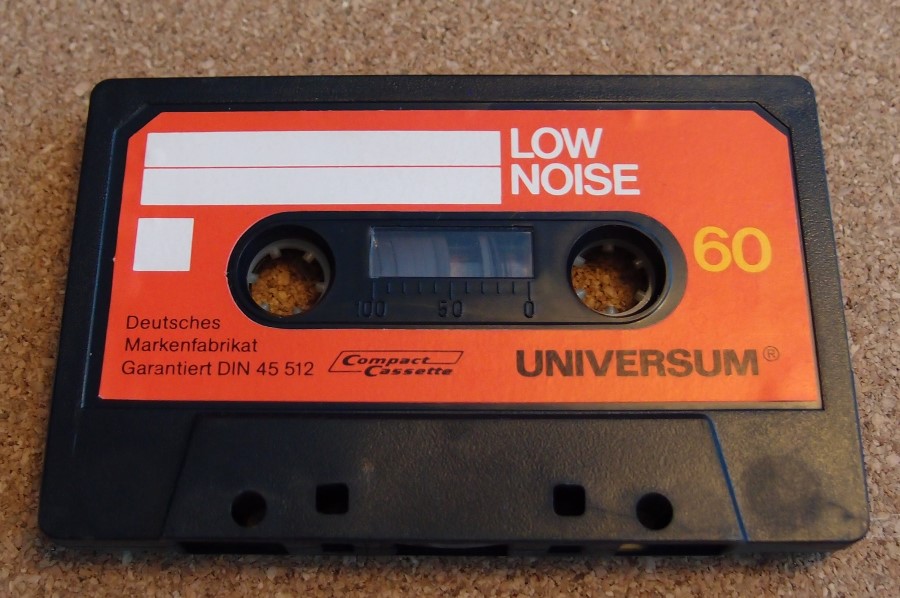 LOW
NOISE
60
100 50 0
Deutsches
Markenfabrikat
Garantiert DIN 45 512
Compact
Cassette
UNIVERSUM®